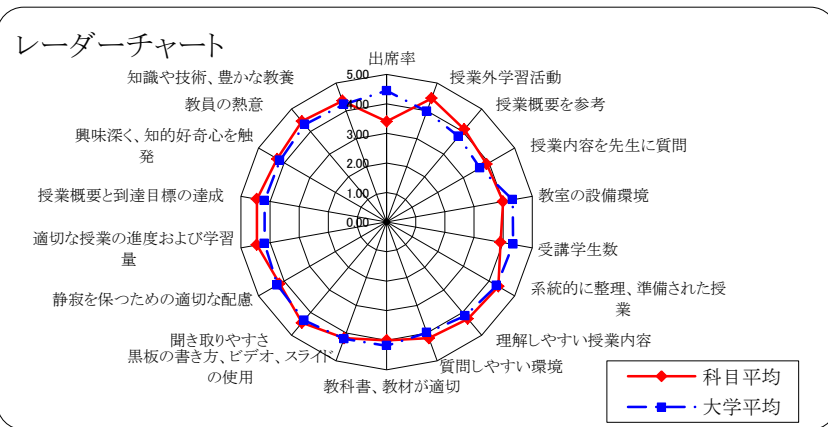 レーダーチャート
出席率
授業外学習活動
授業概要を参考
授業内容を先生に質問
教室の設備環境
受講学生数
系統的に整理、準備された授
業
理解しやすい授業内容
質問しやすい環境
教科書、教材が適切
黒板の書き方、ビデオ、スライド
の使用
聞き取りやすさ
静寂を保つための適切な配慮
適切な授業の進度および学習
量
授業概要と到達目標の達成
興味深く、知的好奇心を触
発
教員の熱意
知識や技術、豊かな教養
5.00
4.00
3.00
2.00
1.00
0.00
科目平均
大学平均